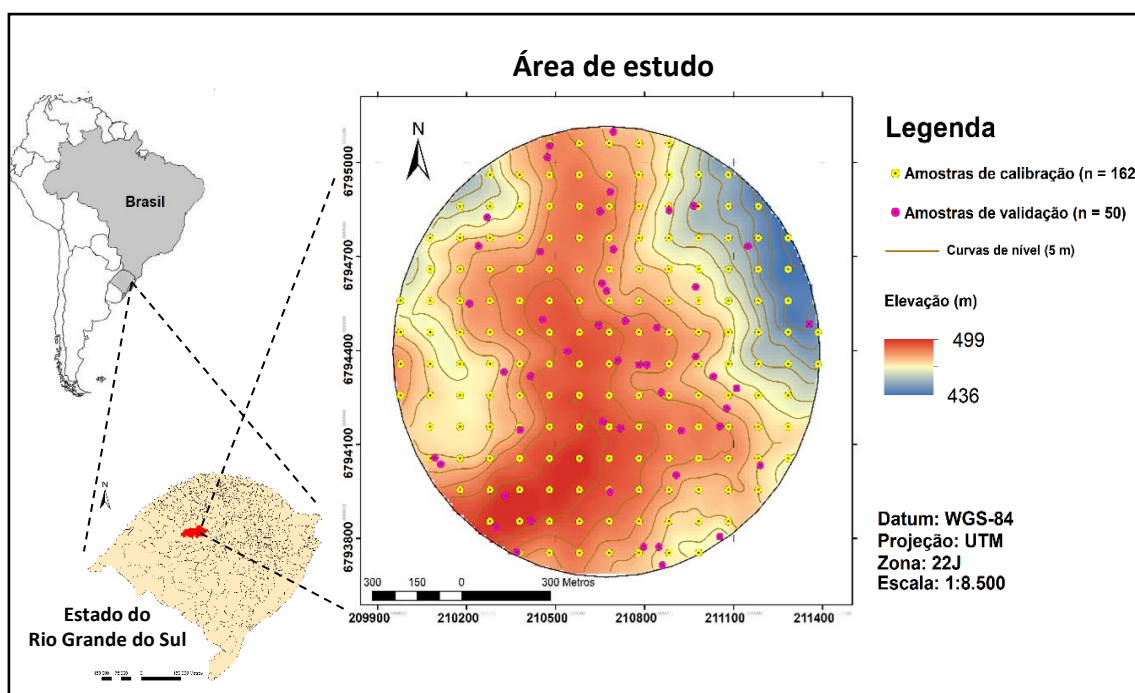 Área de estudo
Brasil
N
Legenda
Amostras de calibração (n = 162
Amostras de validação (n = 50)
Curvas de nível (5 m)
Elevação (m)
499
436
Datum: WGS-84
Projeção: UTM
Zona: 22J
Escala: 1:8.500
6795000
6794700
6794400
6794100
6793800
300 150 0 300 Metros
209900 210200 210500 210800 211100 211400
N
Estado do
Rio Grande do Sul